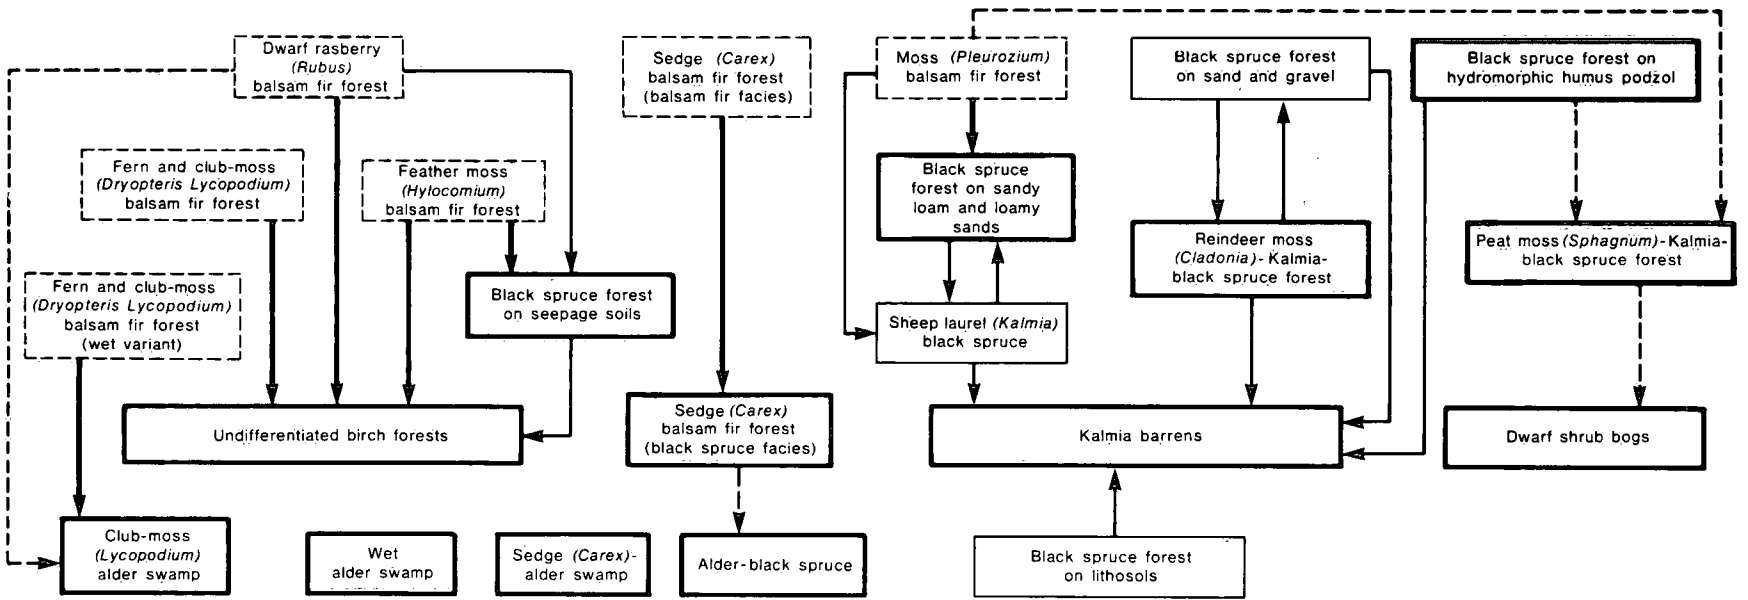 Dwarf rasberry
(Rubus)
balsam fir forest
Sedge (Carex)
balsam fir forest
(balsam fir facies)
Moss (Pleurozium)
balsam fir forest
Black spruce forest
on sand and gravel
Black spruce forest on
hydromorphic humus podzol
Fern and club-moss
(Dryopteris Lycopodium)
balsam fir forest
Feather moss
(Hylocomium)
balsam fir forest
Black spruce
forest on sandy
loam and loamy
sands
Reindeer moss
(Cladonia)-Kalmia-
black spruce forest
Peat moss (Sphagnum)-Kalmia-
black spruce forest
Fern and club-moss
(Dryopteris Lycopodium)
balsam fir forest
(wet variant)
Black spruce forest
on seepage soils
Sheep laurel (Kalmia)
black spruce
Undifferentiated birch forests
Sedge (Carex)
balsam fir forest
(black spruce facies)
Kalmia barrens
Dwarf shrub bogs
Club-moss
(Lycopodium)
alder swamp
Wet
alder swamp
Sedge (Carex)-
alder swamp
Alder-black spruce
Black spruce forest
on lithosols